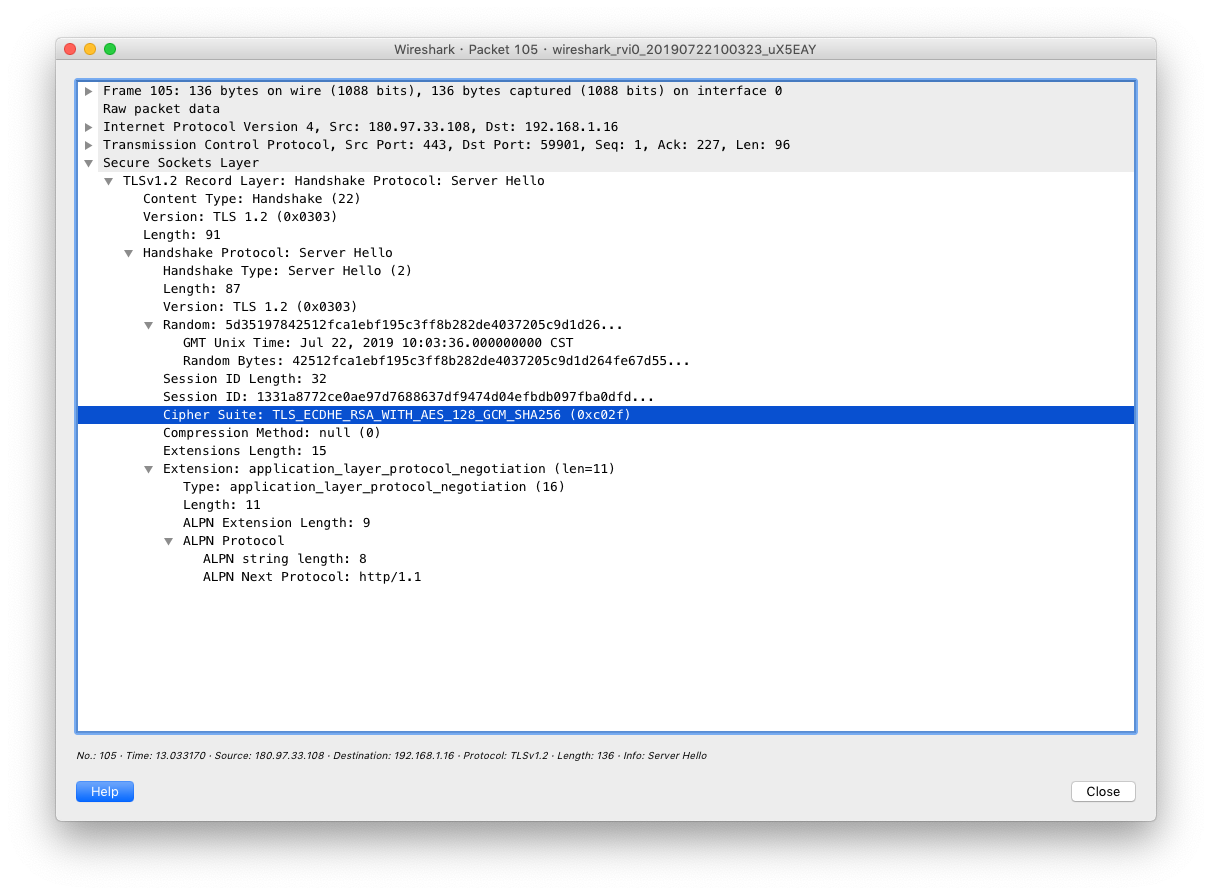 Wireshark · Packet 105 · wireshark_rvi0_20190722100323_uX5EAY
Frame 105: 136 bytes on wire (1088 bits), 136 bytes captured (1088 bits) on interface 0
Raw packet data
Internet Protocol Version 4, Src: 180.97.33.108, Dst: 192.168.1.16
Transmission Control Protocol, Src Port: 443, Dst Port: 59901, Seq: 1, Ack: 227, Len: 96
Secure Sockets Layer
TLSv1.2 Record Layer: Handshake Protocol: Server Hello
Content Type: Handshake (22)
Version: TLS 1.2 (0x0303)
Length: 91
Handshake Protocol: Server Hello
Handshake Type: Server Hello (2)
Length: 87
Version: TLS 1.2 (0x0303)
Random: 5d35197842512fca1ebf195c3ff8b282de4037205c9d1d26...
GMT Unix Time: Jul 22, 2019 10:03:36.000000000 CST
Random Bytes: 42512fca1ebf195c3ff8b282de4037205c9d1d264fe67d55...
Session ID Length: 32
Session ID: 1331a8772ce0ae97d7688637df9474d04efbdb097fba0dfd...
Cipher Suite: TLS_ECDHE_RSA_WITH_AES_128_GCM_SHA256 (0xc02f)
Compression Method: null (0)
Extensions Length: 15
Extension: application_layer_protocol_negotiation (len=11)
Type: application_layer_protocol_negotiation (16)
Length: 11
ALPN Extension Length: 9
ALPN Protocol
ALPN string length: 8
ALPN Next Protocol: http/1.1
No.: 105 · Time: 13.033170 · Source: 180.97.33.108 · Destination: 192.168.1.16 · Protocol: TLSv1.2 · Length: 136 · Info: Server Hello
Help
Close